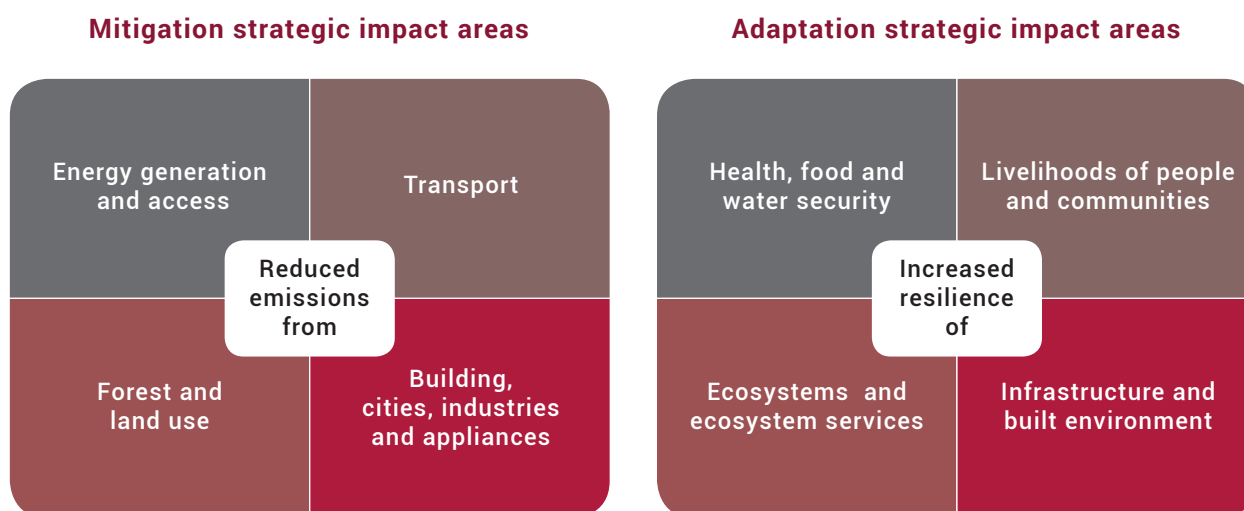 Mitigation strategic impact areas
Energy generation
and access
Transport
Reduced
emissions
from
Forest and
land use
Building,
cities, industries
and appliances
Adaptation strategic impact areas
Health, food and
water security
Livelihoods of people
and communities
Increased
resilience
of
Ecosystems and
ecosystem services
Infrastructure and
built environment